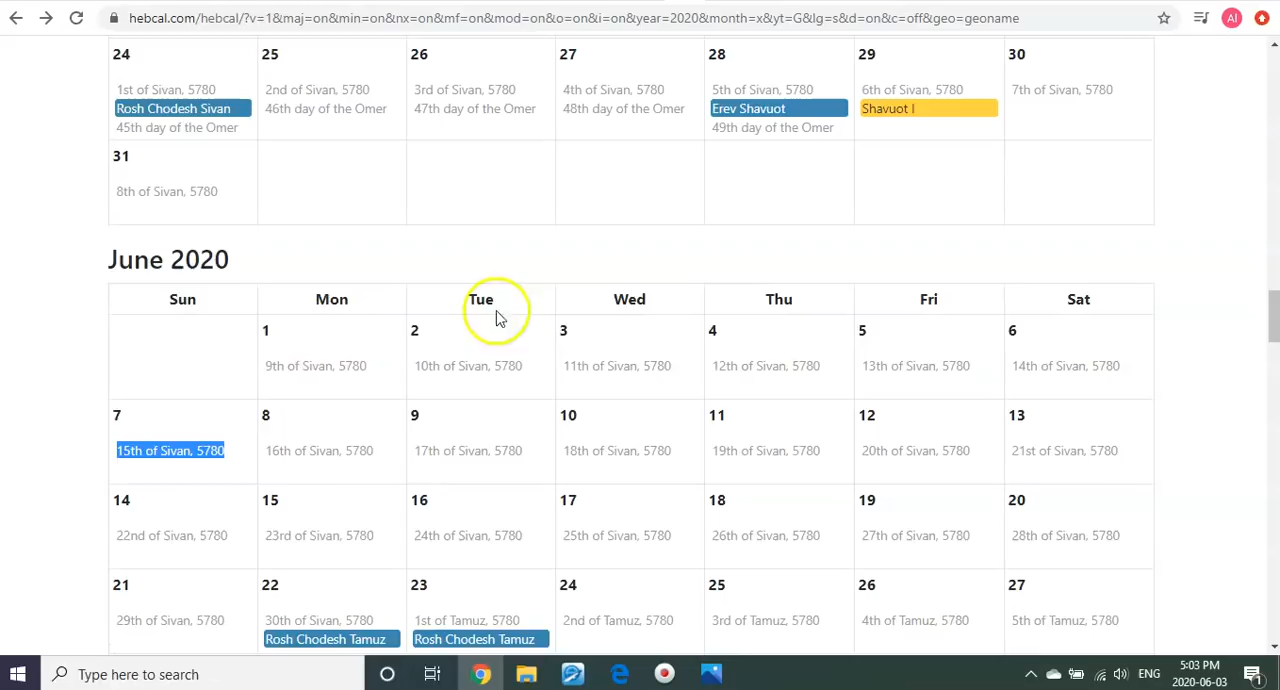 hebcal.com/hebcal/?v=1&maj=on&min=on&nx=on&mf=on&mod=on&o=on&i=on&year=2020&month=x&yt=G&lg=s&d=on&c=off&geo=geoname
AI
24 25 26 27 28 29 30
1st of Sivan, 5780 2nd of Sivan, 5780 3rd of Sivan, 5780 4th of Sivan, 5780 5th of Sivan, 5780 6th of Sivan, 5780 7th of Sivan, 5780
Rosh Chodesh Sivan 46th day of the Omer 47th day of the Omer 48th day of the Omer Erev Shavuot Shavuot I
45th day of the Omer 49th day of the Omer
31
8th of Sivan, 5780
June 2020
Sun Mon Tue Wed Thu Fri Sat
1 2 3 4 5 6
9th of Sivan, 5780 10th of Sivan, 5780 11th of Sivan, 5780 12th of Sivan, 5780 13th of Sivan, 5780 14th of Sivan, 5780
7 8 9 10 11 12 13
15th of Sivan, 5780 16th of Sivan, 5780 17th of Sivan, 5780 18th of Sivan, 5780 19th of Sivan, 5780 20th of Sivan, 5780 21st of Sivan, 5780
14 15 16 17 18 19 20
22nd of Sivan, 5780 23rd of Sivan, 5780 24th of Sivan, 5780 25th of Sivan, 5780 26th of Sivan, 5780 27th of Sivan, 5780 28th of Sivan, 5780
21 22 23 24 25 26 27
29th of Sivan, 5780 30th of Sivan, 5780 1st of Tamuz, 5780 2nd of Tamuz, 5780 3rd of Tamuz, 5780 4th of Tamuz, 5780 5th of Tamuz, 5780
Rosh Chodesh Tamuz Rosh Chodesh Tamuz
Type here to search
ENG
5:03 PM
2020-06-03
1